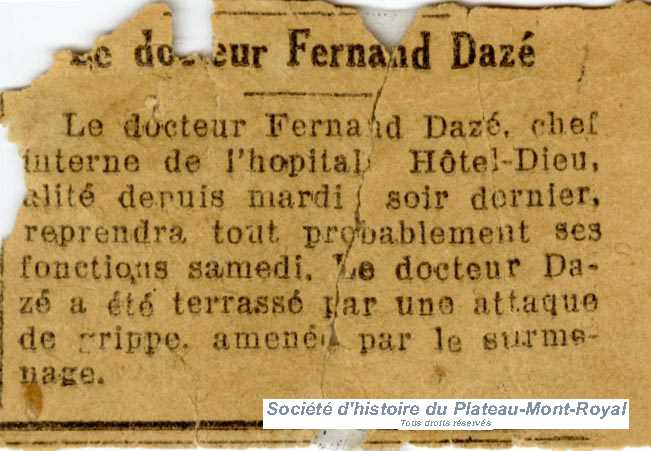 Le docteur Fernand Dazé
Le docteur Fernand Dazé, chef
interne de l'hopital Hôtel-Dieu,
alité depuis mardi soir dernier,
reprendra tout probablement ses
fonctions samedi. Le docteur Da-
zé a été terrassé par une attaque
de grippe, amenée par le surme-
nage.
Société d'histoire du Plateau-Mont-Royal
Tous droits réservés